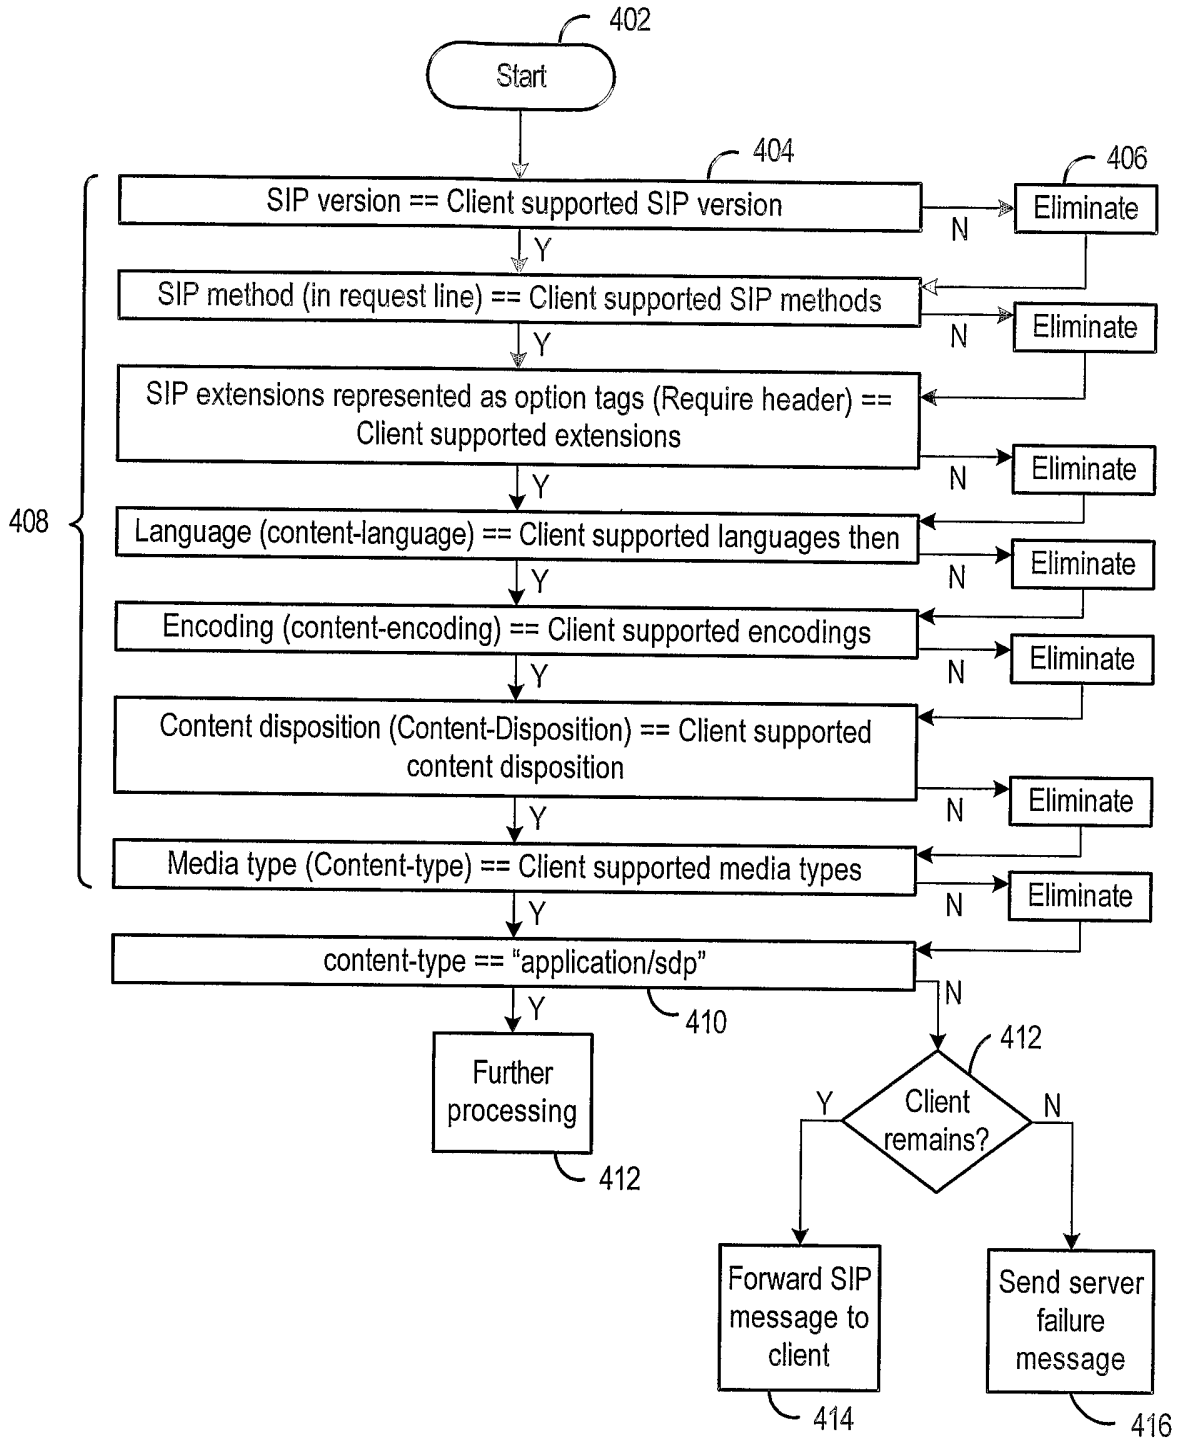 402
Start
404
406
SIP version == Client supported SIP version
Eliminate
N
Y
SIP method (in request line) == Client supported SIP methods
Eliminate
N
Y
SIP extensions represented as option tags (Require header) ==
Client supported extensions
Eliminate
N
Y
408
Language (content-language) == Client supported languages then
Eliminate
N
Y
Encoding (content-encoding) == Client supported encodings
Eliminate
N
Y
Content disposition (Content-Disposition) == Client supported
content disposition
Eliminate
N
Y
Media type (Content-type) == Client supported media types
Eliminate
N
Y
content-type == “application/sdp”
N
Y
410
412
Further
processing
412
Client
remains?
Y
N
Forward SIP
message to
client
414
Send server
failure
message
416